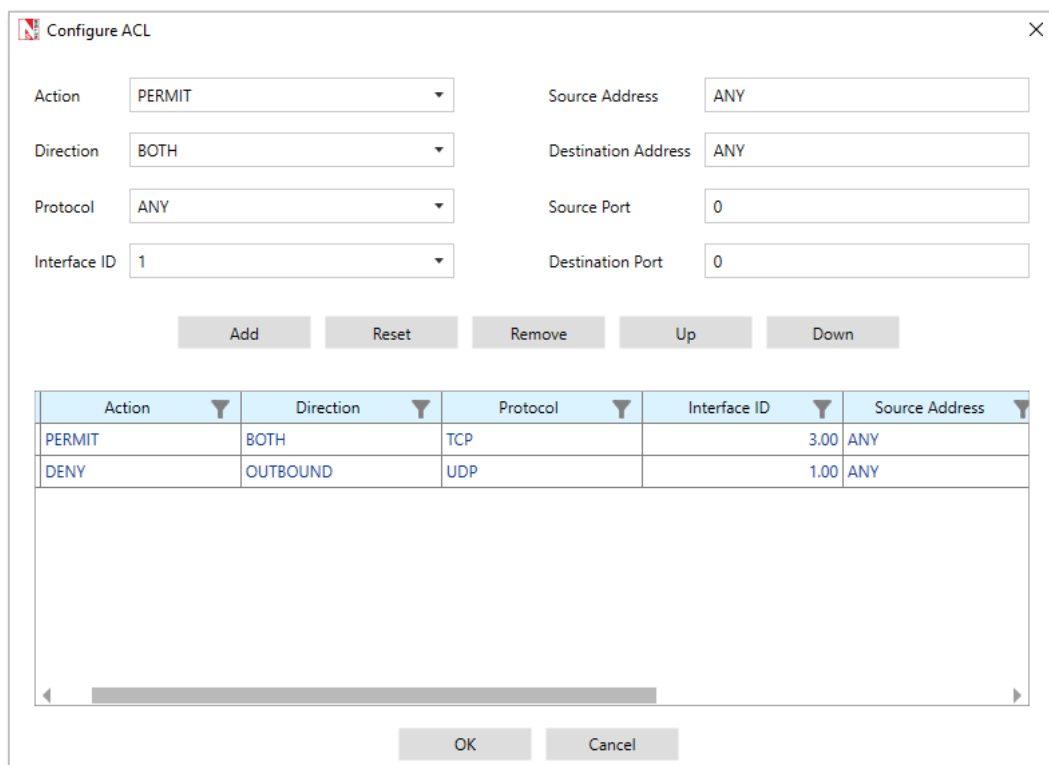 Configure ACL
Action PERMIT Source Address ANY
Direction BOTH Destination Address ANY
Protocol ANY Source Port 0
Interface ID 1 Destination Port 0
Add Reset Remove Up Down
Action Direction Protocol Interface ID Source Address
PERMIT BOTH TCP 3.00 ANY
DENY OUTBOUND UDP 1.00 ANY
OK Cancel